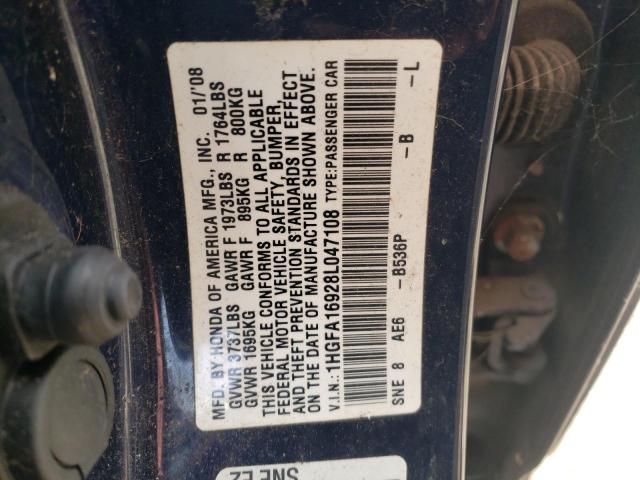 MFD. BY HONDA OF AMERICA MFG., INC. 01/'08
GVWR 3737LBS GAWR F 1973LBS R 1764LBS
GVWR 1695KG GAWR F 895KG R 800KG
THIS VEHICLE CONFORMS TO ALL APPLICABLE
FEDERAL MOTOR VEHICLE SAFETY, BUMPER,
AND THEFT PREVENTION STANDARDS IN EFFECT
ON THE DATE OF MANUFACTURE SHOWN ABOVE.
V.I.N.: 1HGFA16928L047108 TYPE:PASSENGER CAR
SNE 8 AE6 -B536P -B -L